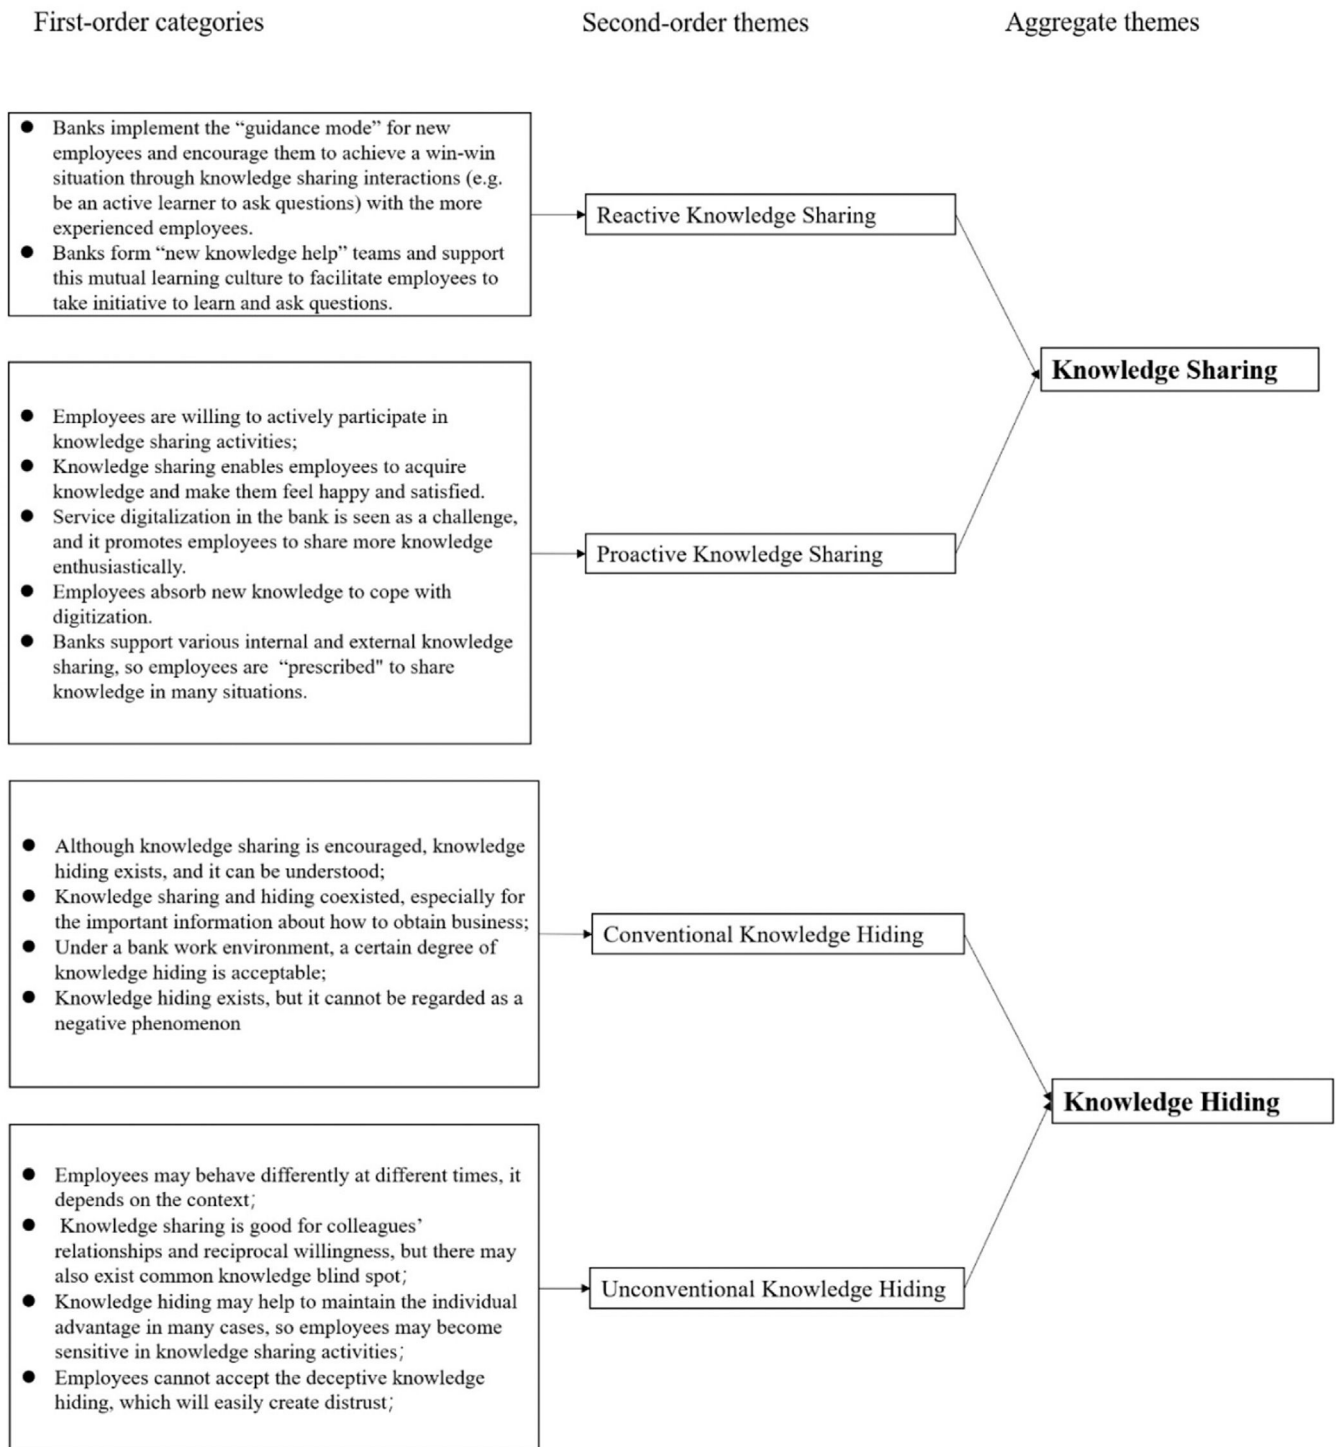 First-order categories
Second-order themes
Aggregate themes
● Banks implement the “guidance mode” for new
employees and encourage them to achieve a win-win
situation through knowledge sharing interactions (e.g.
be an active learner to ask questions) with the more
experienced employees.
● Banks form “new knowledge help” teams and support
this mutual learning culture to facilitate employees to
take initiative to learn and ask questions.
Reactive Knowledge Sharing
Knowledge Sharing
● Employees are willing to actively participate in
knowledge sharing activities;
● Knowledge sharing enables employees to acquire
knowledge and make them feel happy and satisfied.
● Service digitalization in the bank is seen as a challenge,
and it promotes employees to share more knowledge
enthusiastically.
● Employees absorb new knowledge to cope with
digitization.
● Banks support various internal and external knowledge
sharing, so employees are “prescribed" to share
knowledge in many situations.
Proactive Knowledge Sharing
● Although knowledge sharing is encouraged, knowledge
hiding exists, and it can be understood;
● Knowledge sharing and hiding coexisted, especially for
the important information about how to obtain business;
● Under a bank work environment, a certain degree of
knowledge hiding is acceptable;
● Knowledge hiding exists, but it cannot be regarded as a
negative phenomenon
Conventional Knowledge Hiding
Knowledge Hiding
● Employees may behave differently at different times, it
depends on the context;
● Knowledge sharing is good for colleagues’
relationships and reciprocal willingness, but there may
also exist common knowledge blind spot;
● Knowledge hiding may help to maintain the individual
advantage in many cases, so employees may become
sensitive in knowledge sharing activities;
● Employees cannot accept the deceptive knowledge
hiding, which will easily create distrust;
Unconventional Knowledge Hiding